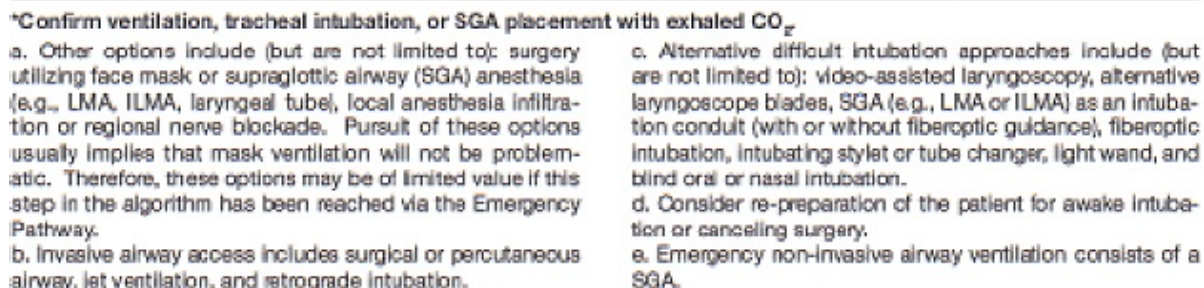 *Confirm ventilation, tracheal intubation, or SGA placement with exhaled CO2.
a. Other options include (but are not limited to): surgery
utilizing face mask or supraglottic airway (SGA) anesthesia
(e.g., LMA, ILMA, laryngeal tube), local anesthesia infiltra-
tion or regional nerve blockade. Pursuit of these options
usually implies that mask ventilation will not be problem-
atic. Therefore, these options may be of limited value if this
step in the algorithm has been reached via the Emergency
Pathway.
b. Invasive airway access includes surgical or percutaneous
airway, jet ventilation, and retrograde intubation.
c. Alternative difficult intubation approaches include (but
are not limited to): video-assisted laryngoscopy, alternative
laryngoscope blades, SGA (e.g., LMA or ILMA) as an intuba-
tion conduit (with or without fiberoptic guidance), fiberoptic
intubation, intubating stylet or tube changer, light wand, and
blind oral or nasal intubation.
d. Consider re-preparation of the patient for awake intuba-
tion or canceling surgery.
e. Emergency non-invasive airway ventilation consists of a
SGA.